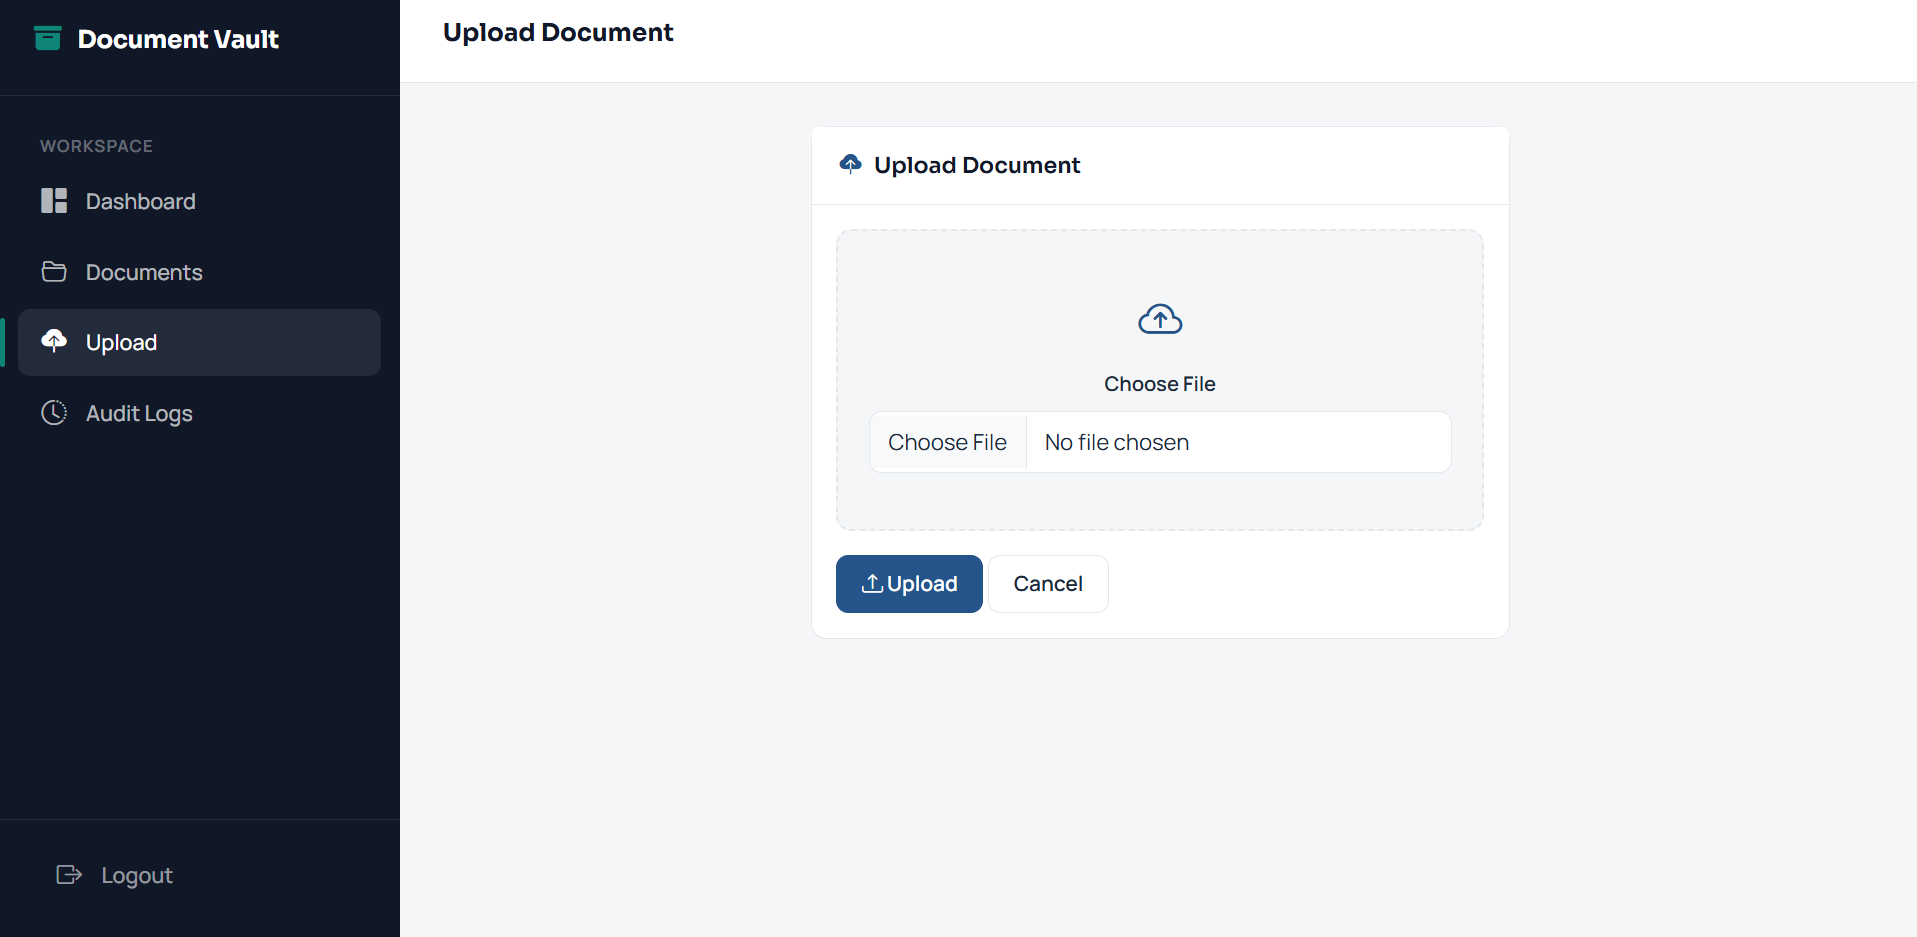 Document Vault
Upload Document
WORKSPACE
Dashboard
Documents
Upload
Audit Logs
Logout
Upload Document
Choose File
Choose File No file chosen
Upload Cancel